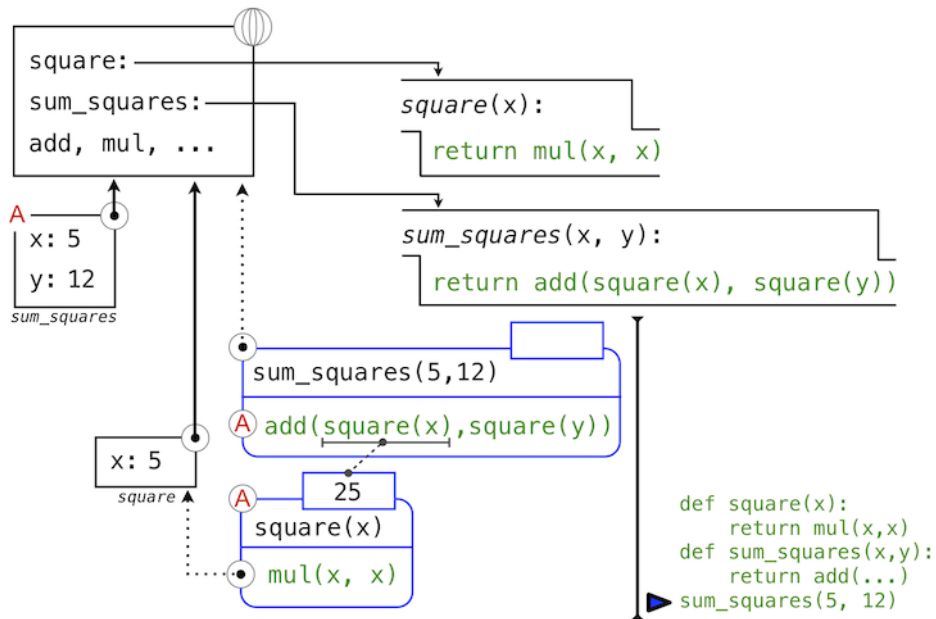 square:
sum_squares:
add, mul, ...
square(x):
return mul(x, x)
sum_squares(x, y):
return add(square(x), square(y))
A
x: 5
y: 12
sum_squares
sum_squares(5,12)
A
add(square(x),square(y))
x: 5
square
A
25
square(x)
mul(x, x)
def square(x):
return mul(x,x)
def sum_squares(x,y):
return add(...)
sum_squares(5, 12)